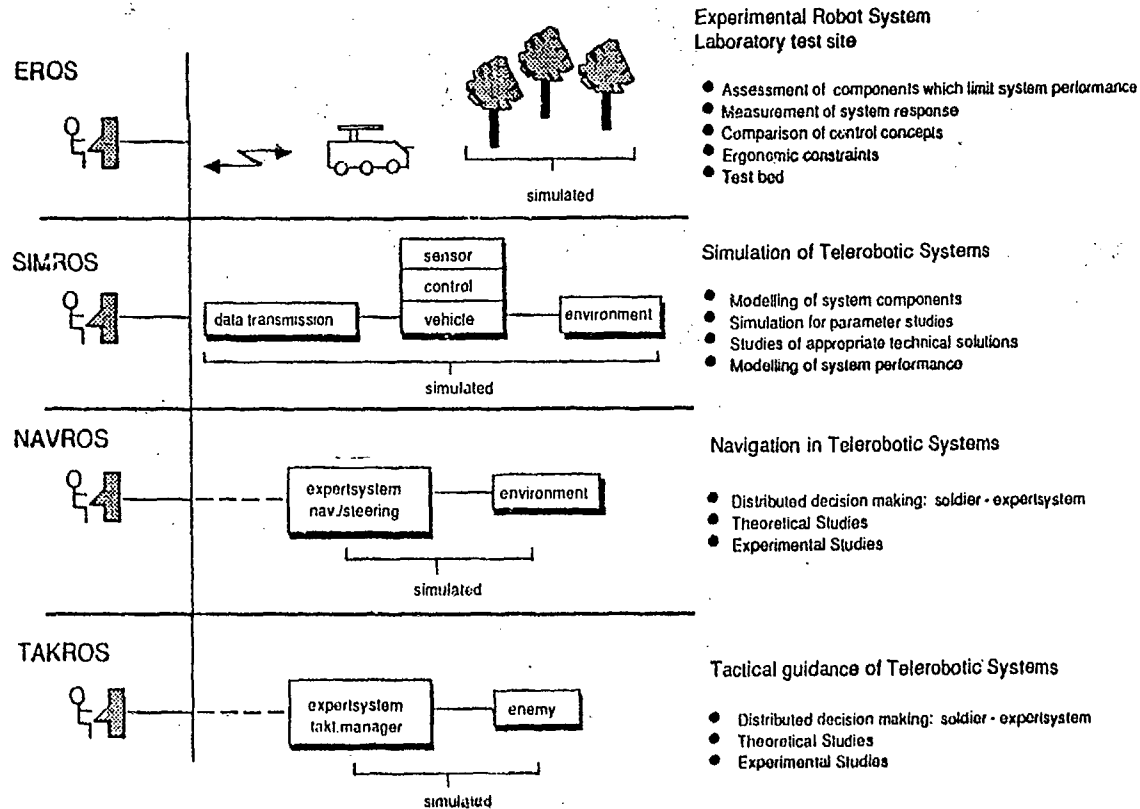 EROS
simulated
Experimental Robot System
Laboratory test site
● Assessment of components which limit system performance
● Measurement of system response
● Comparison of control concepts
● Ergonomic constraints
● Test bed
SIMROS
data transmission
sensor
control
vehicle
environment
simulated
Simulation of Telerobotic Systems
● Modelling of system components
● Simulation for parameter studies
● Studies of appropriate technical solutions
● Modelling of system performance
NAVROS
expertsystem
nav./steering
environment
simulated
Navigation in Telerobotic Systems
● Distributed decision making: soldier - expertsystem
● Theoretical Studies
● Experimental Studies
TAKROS
expertsystem
takt.manager
enemy
simulated
Tactical guidance of Telerobotic Systems
● Distributed decision making: soldier - expertsystem
● Theoretical Studies
● Experimental Studies